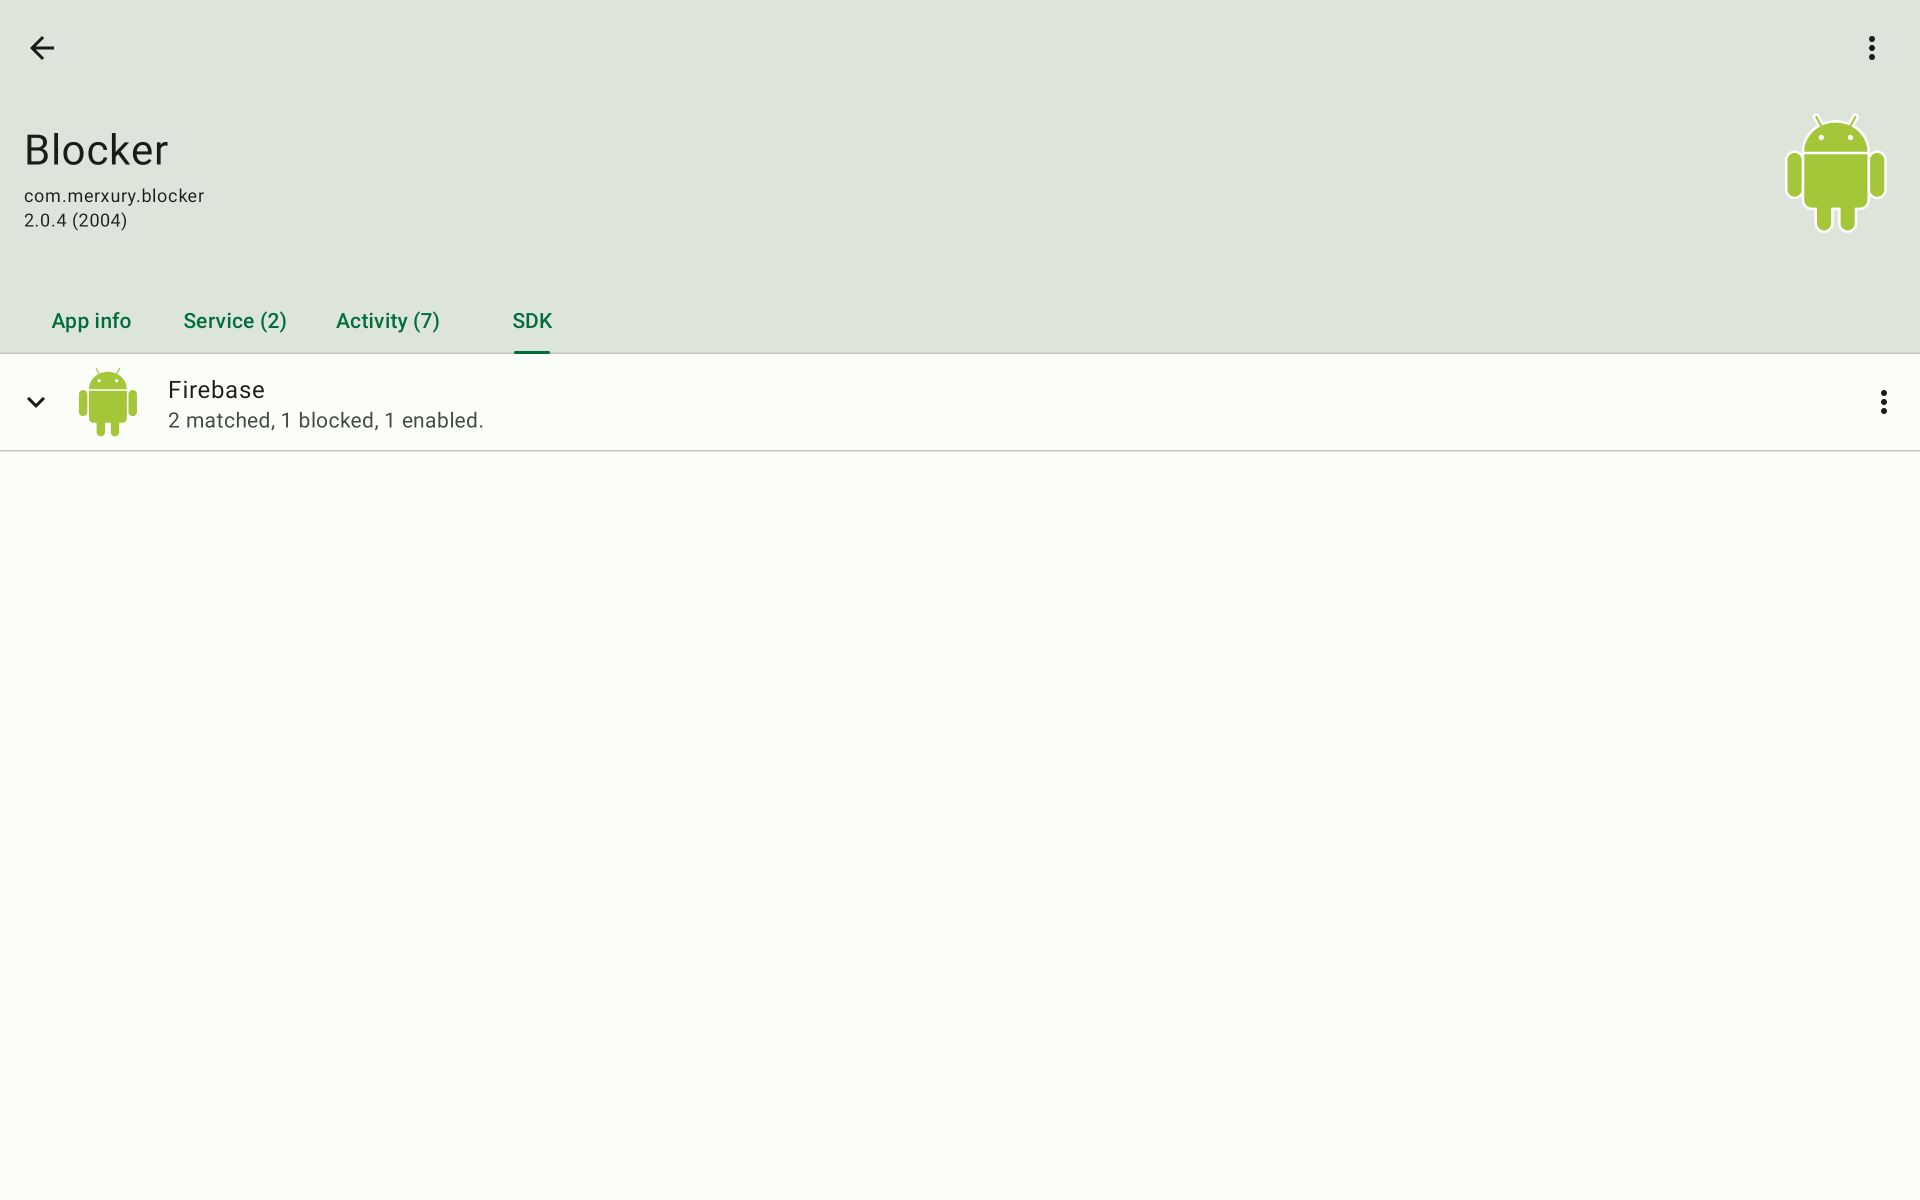 Blocker
com.merxury.blocker
2.0.4 (2004)
App info Service (2) Activity (7) SDK
Firebase
2 matched, 1 blocked, 1 enabled.